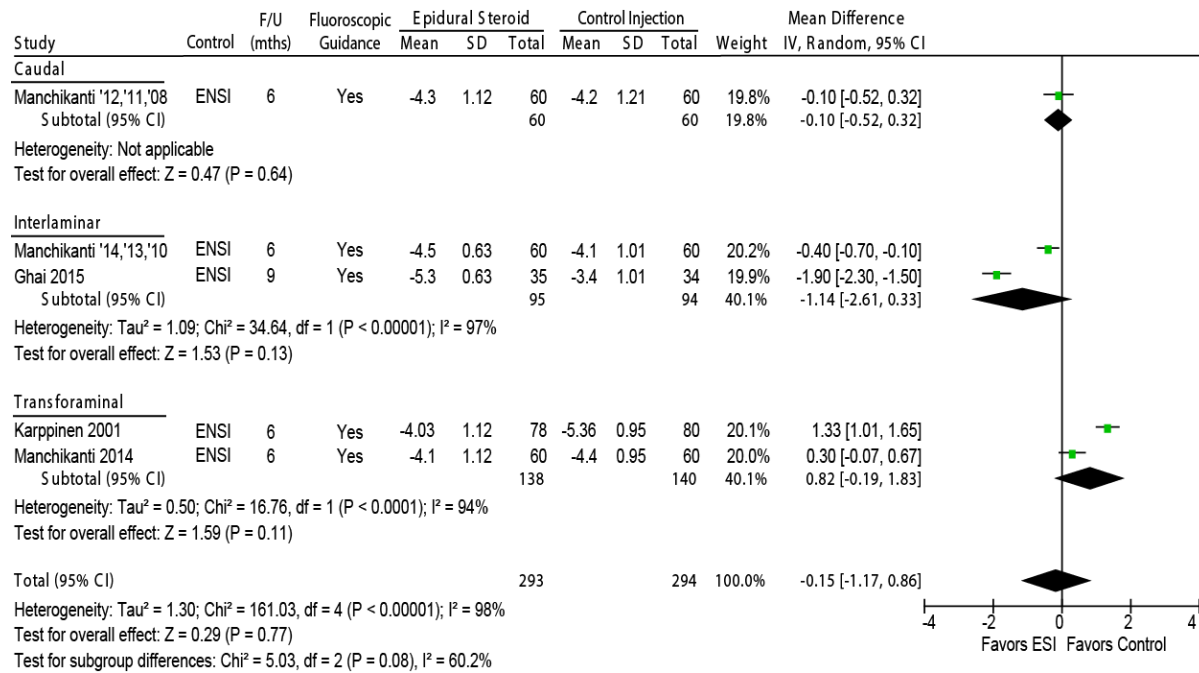 F/U Fluoroscopic Epidural Steroid Control Injection Mean Difference
Study Control (mths) Guidance Mean SD Total Mean SD Total Weight IV, Random, 95% CI
Caudal
Manchikanti '12,'11,'08 ENSI 6 Yes -4.3 1.12 60 -4.2 1.21 60 19.8% -0.10 [-0.52, 0.32]
Subtotal (95% CI) 60 60 19.8% -0.10 [-0.52, 0.32]
Heterogeneity: Not applicable
Test for overall effect: Z = 0.47 (P = 0.64)
Interlaminar
Manchikanti '14,'13,'10 ENSI 6 Yes -4.5 0.63 60 -4.1 1.01 60 20.2% -0.40 [-0.70, -0.10]
Ghai 2015 ENSI 9 Yes -5.3 0.63 35 -3.4 1.01 34 19.9% -1.90 [-2.30, -1.50]
Subtotal (95% CI) 95 94 40.1% -1.14 [-2.61, 0.33]
Heterogeneity: Tau² = 1.09; Chi² = 34.64, df = 1 (P < 0.00001); I² = 97%
Test for overall effect: Z = 1.53 (P = 0.13)
Transforaminal
Karppinen 2001 ENSI 6 Yes -4.03 1.12 78 -5.36 0.95 80 20.1% 1.33 [1.01, 1.65]
Manchikanti 2014 ENSI 6 Yes -4.1 1.12 60 -4.4 0.95 60 20.0% 0.30 [-0.07, 0.67]
Subtotal (95% CI) 138 140 40.1% 0.82 [-0.19, 1.83]
Heterogeneity: Tau² = 0.50; Chi² = 16.76, df = 1 (P < 0.0001); I² = 94%
Test for overall effect: Z = 1.59 (P = 0.11)
Total (95% CI) 293 294 100.0% -0.15 [-1.17, 0.86]
Heterogeneity: Tau² = 1.30; Chi² = 161.03, df = 4 (P < 0.00001); I² = 98%
Test for overall effect: Z = 0.29 (P = 0.77)
Test for subgroup differences: Chi² = 5.03, df = 2 (P = 0.08), I² = 60.2%
-4 -2 0 2 4
Favors ESI Favors Control